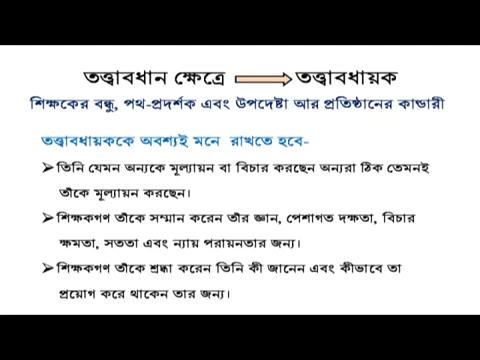 তত্ত্বাবধান ক্ষেত্রে তত্ত্বাবধায়ক
শিক্ষকের বন্ধু, পথ-প্রদর্শক এবং উপদেষ্টা আর প্রতিষ্ঠানের কান্ডারী
তত্ত্বাবধায়ককে অবশ্যই মনে রাখতে হবে-
➢তিনি যেমন অন্যকে মূল্যায়ন বা বিচার করছেন অন্যরা ঠিক তেমনই
তাঁকে মূল্যায়ন করছেন।
➢শিক্ষকগণ তাঁকে সম্মান করেন তাঁর জ্ঞান, পেশাগত দক্ষতা, বিচার
ক্ষমতা, সততা এবং ন্যায় পরায়নতার জন্য।
➢শিক্ষকগণ তাঁকে শ্রদ্ধা করেন তিনি কী জানেন এবং কীভাবে তা
প্রয়োগ করে থাকেন তার জন্য।